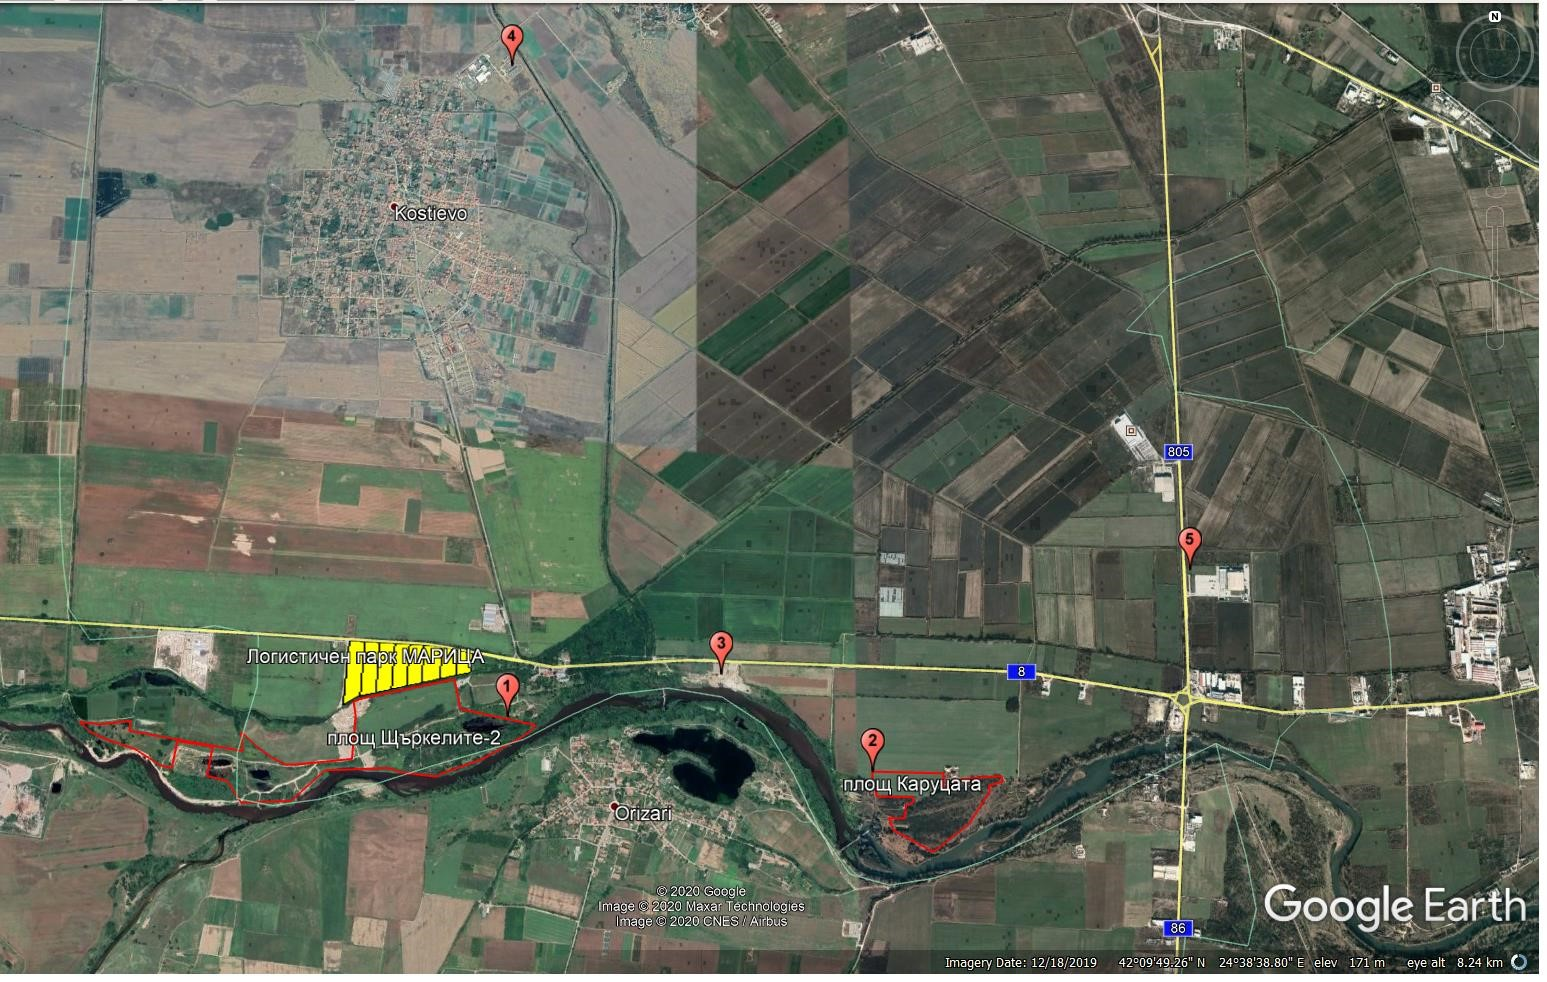 N
4
Kostievo
805
5
Логистичен парк МАРИЦА
3
8
1
площ Щъркелите-2
2
площ Каруцата
Orizari
© 2020 Google
Image © 2020 Maxar Technologies
Image © 2020 CNES / Airbus
Google Earth
86
Imagery Date: 12/18/2019 42°09'49.26" N 24°38'38.80" E elev 171 m eye alt 8.24 km